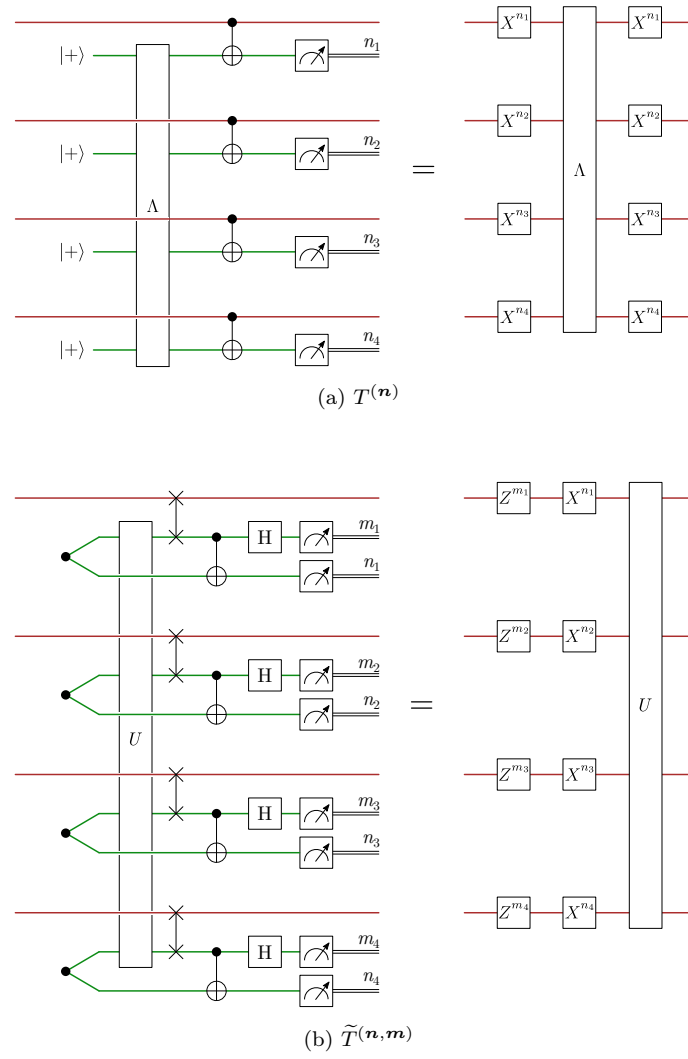 n₁
|+⟩
X^{n₁} X^{n₁}
n₂
|+⟩
X^{n₂} X^{n₂}
=
Λ Λ
n₃
|+⟩
X^{n₃} X^{n₃}
n₄
|+⟩
X^{n₄} X^{n₄}
(a) T^{(n)}
Z^{m₁} X^{n₁}
H m₁
n₁
Z^{m₂} X^{n₂}
H m₂
n₂
=
U U
Z^{m₃} X^{n₃}
H m₃
n₃
Z^{m₄} X^{n₄}
H m₄
n₄
(b) T̃^{(n,m)}